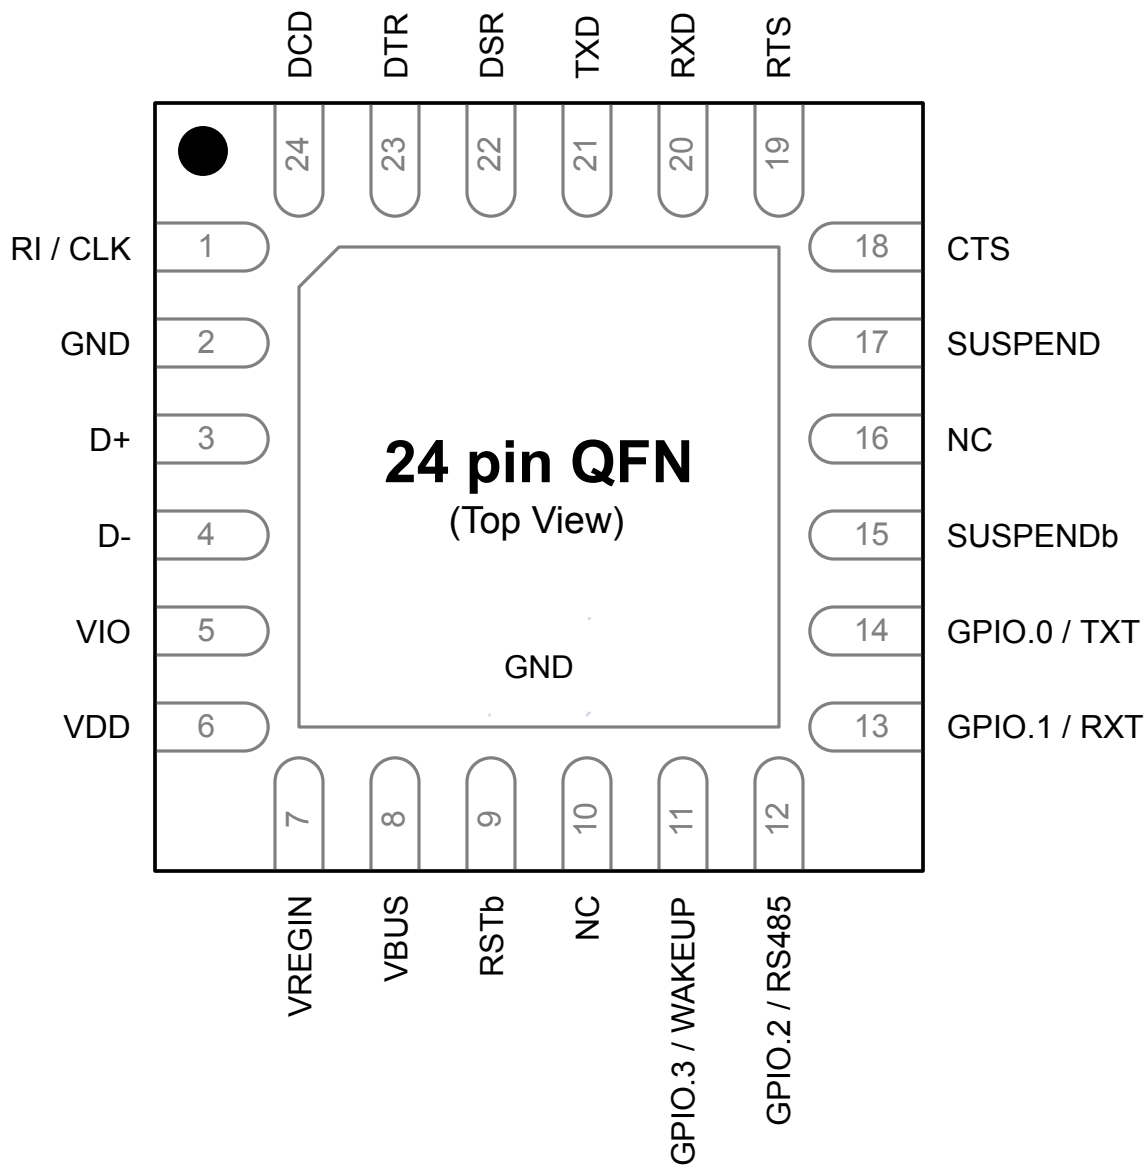 DCD
DTR
DSR
TXD
RXD
RTS
24
23
22
21
20
19
RI / CLK
1
18
CTS
GND
2
17
SUSPEND
D+
3
16
NC
24 pin QFN
(Top View)
D-
4
15
SUSPENDb
VIO
5
14
GPIO.0 / TXT
GND
VDD
6
13
GPIO.1 / RXT
7
8
9
10
11
12
VREGIN
VBUS
RSTb
NC
GPIO.3 / WAKEUP
GPIO.2 / RS485